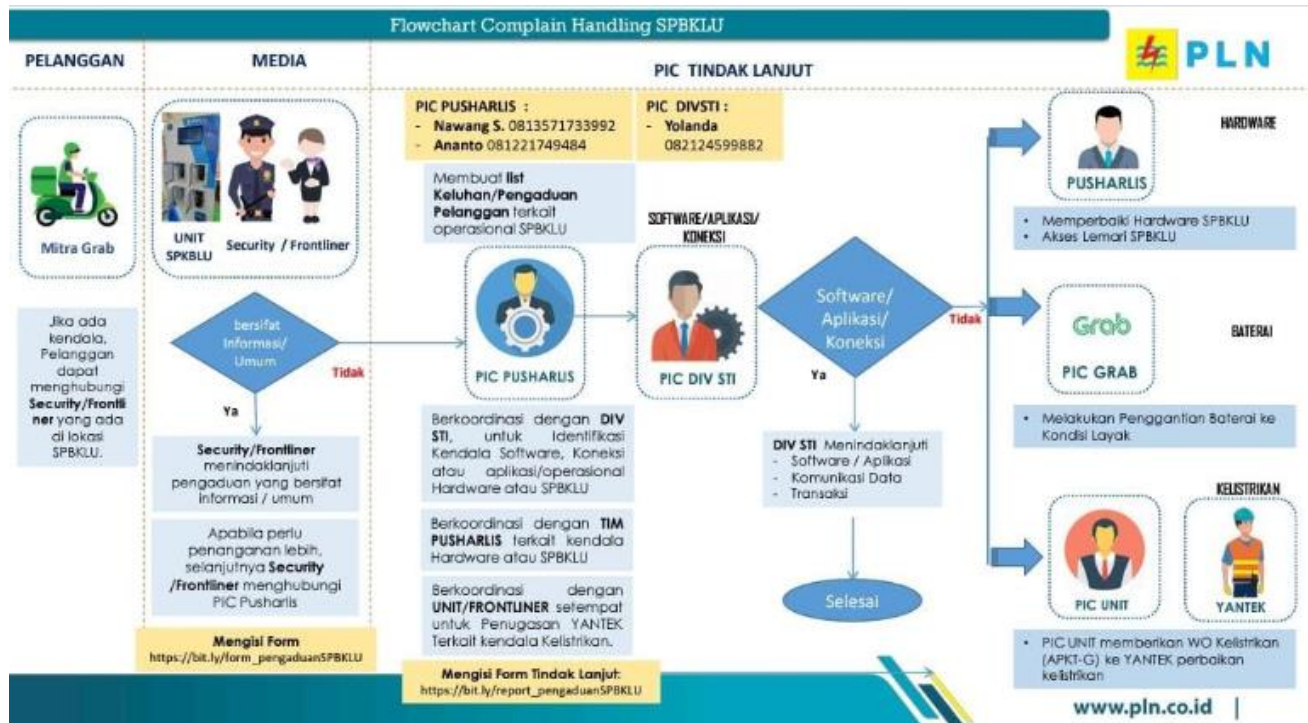 Flowchart Complain Handling SPBKLU
PLN
PELANGGAN
MEDIA
PIC TINDAK LANJUT
Mitra Grab
Jika ada
kendala,
Pelanggan
dapat
menghubungi
Security/Frontli
ner yang ada
di lokasi
SPBKLU.
UNIT
SPKBLU
Security / Frontliner
bersifat
Informasi/
Umum
Tidak
Ya
Security/Frontliner
menindaklanjuti
pengaduan yang bersifat
informasi / umum
Apabila perlu
penanganan lebih,
selanjutnya Security
/Frontliner menghubungi
PIC Pusharlis
Mengisi Form
https://bit.ly/form_pengaduanSPBKLU
PIC PUSHARLIS :
- Nawang S. 0813571733992
- Ananto 081221749484
Membuat list
Keluhan/Pengaduan
Pelanggan terkait
operasional SPBKLU
PIC PUSHARLIS
Berkoordinasi dengan DIV
STI, untuk Identifikasi
Kendala Software, Koneksi
atau aplikasi/operasional
Hardware atau SPBKLU
Berkoordinasi dengan TIM
PUSHARLIS terkait kendala
Hardware atau SPBKLU
Berkoordinasi dengan
UNIT/FRONTLINER setempat
untuk Penugasan YANTEK
Terkait kendala Kelistrikan.
Mengisi Form Tindak Lanjut:
https://bit.ly/report_pengaduanSPBKLU
PIC DIVSTI :
- Yolanda
082124599882
SOFTWARE/APLIKASI/
KONEKSI
PIC DIV STI
Software/
Aplikasi/
Koneksi
Tidak
Ya
DIV STI Menindaklanjuti
- Software / Aplikasi
- Komunikasi Data
- Transaksi
Selesai
HARDWARE
PUSHARLIS
• Memperbaiki Hardware SPBKLU
• Akses Lemari SPBKLU
Grab
BATERAI
PIC GRAB
• Melakukan Penggantian Baterai ke
Kondisi Layak
KELISTRIKAN
PIC UNIT
YANTEK
• PIC UNIT memberikan WO Kelistrikan
(APKT-G) ke YANTEK perbaikan
kelistrikan
www.pln.co.id |